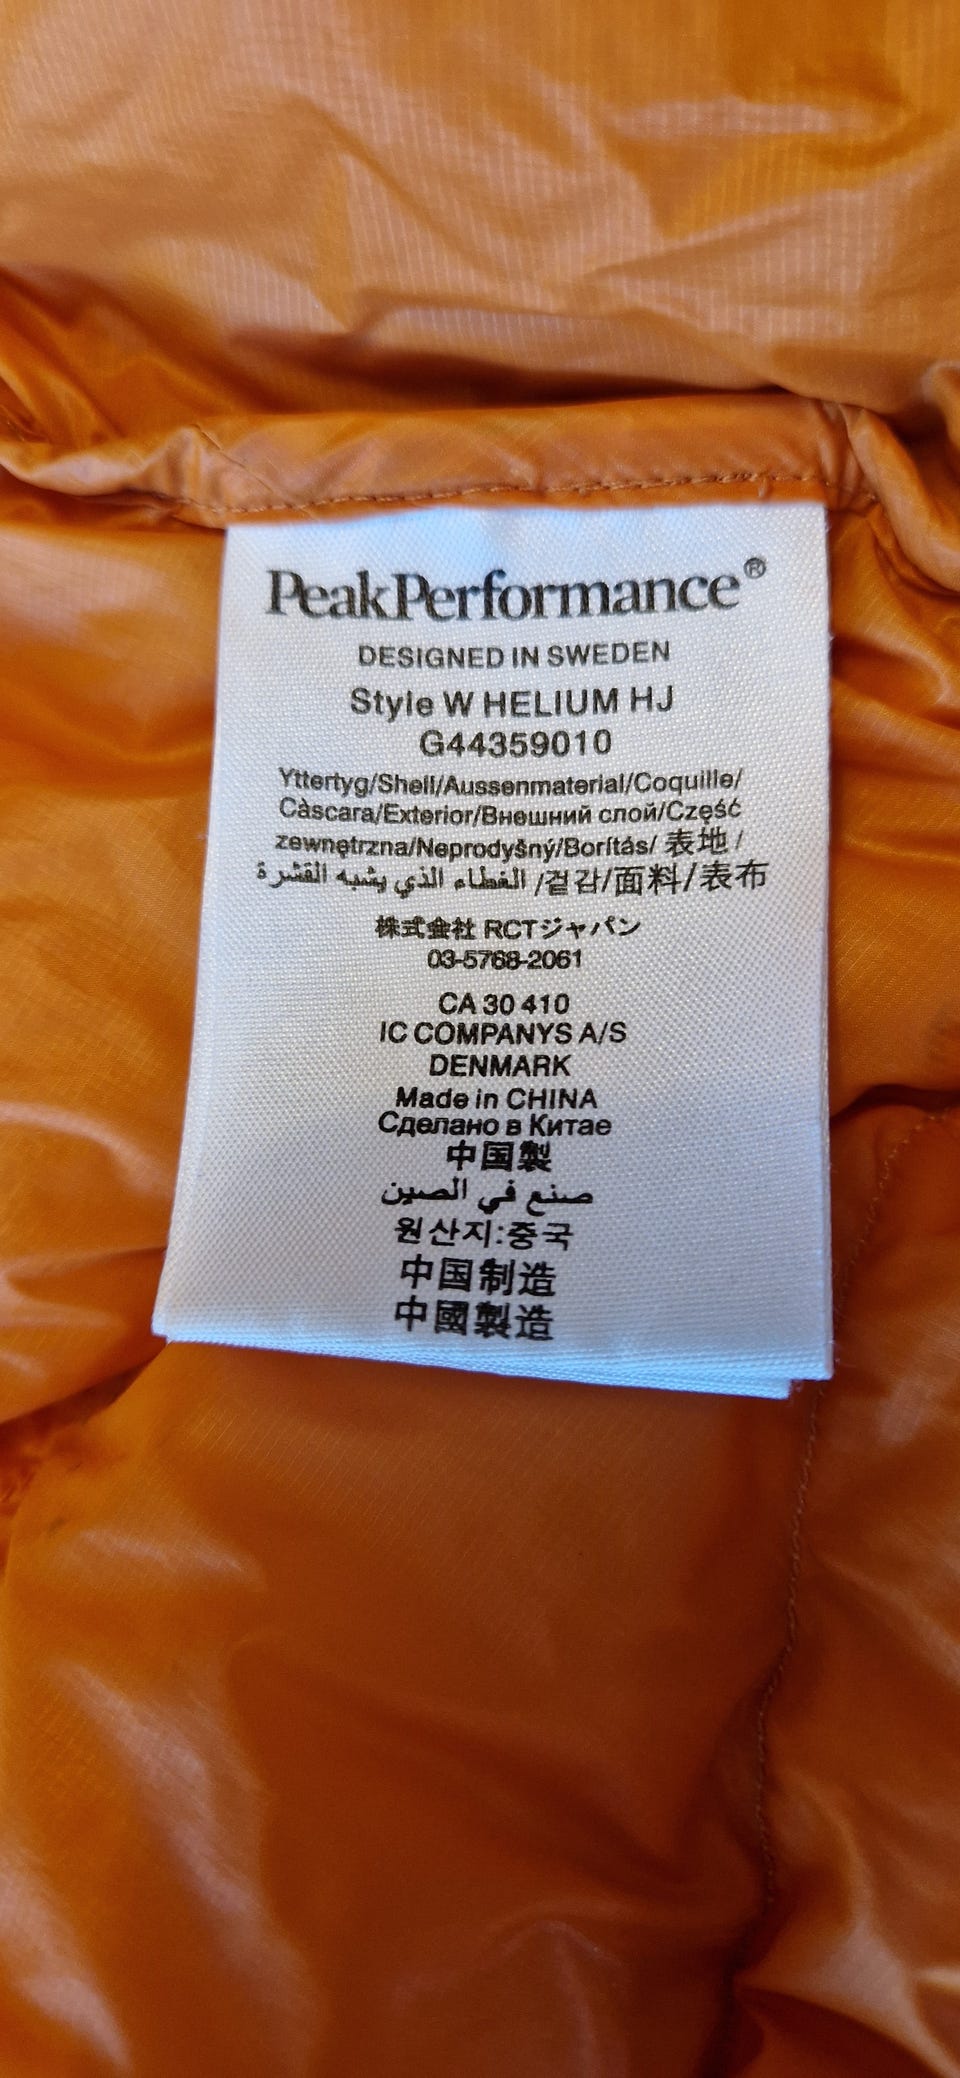 PeakPerformance®
DESIGNED IN SWEDEN
Style W HELIUM HJ
G44359010
Yttertyg/Shell/Aussenmaterial/Coquille/
Càscara/Exterior/Внешний слой/Część
zewnętrzna/Neprodyšný/Borítás/ 表地 /
الغطاء الذي يشبه القشرة /겉감/面料/表布
株式会社 RCTジャパン
03-5768-2061
CA 30 410
IC COMPANYS A/S
DENMARK
Made in CHINA
Сделано в Китае
中国製
صنع في الصين
원산지:중국
中国制造
中國製造